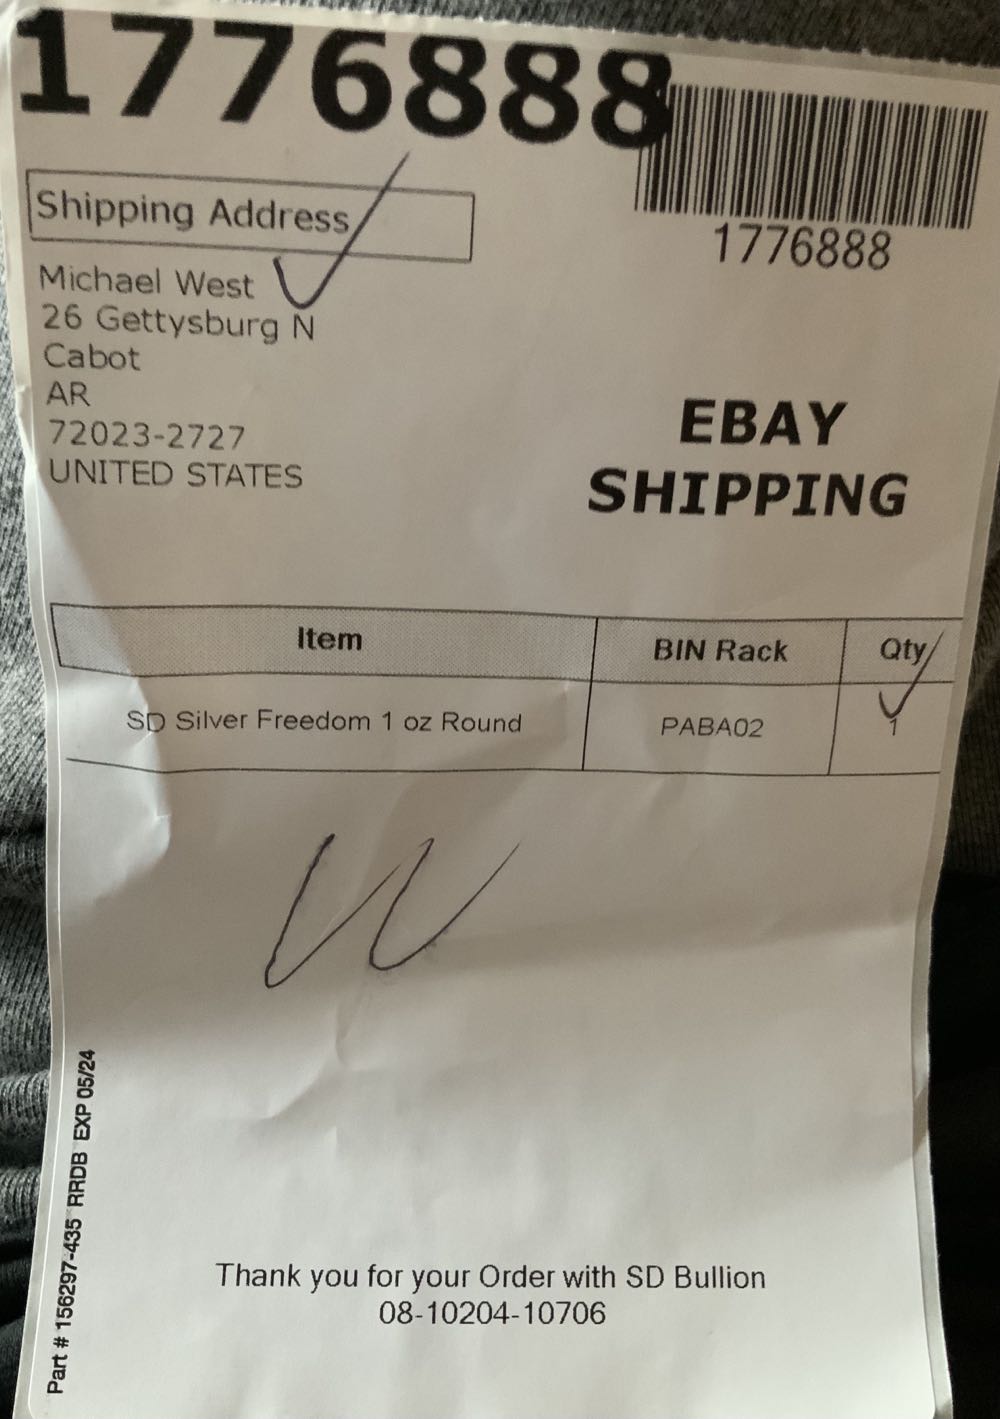 1776888
1776888
Shipping Address
Michael West
26 Gettysburg N
Cabot
AR
72023-2727
UNITED STATES
EBAY
SHIPPING
Item BIN Rack Qty
SD Silver Freedom 1 oz Round PABA02 1
Part # 156297-435 RRDB EXP 05/24
Thank you for your Order with SD Bullion
08-10204-10706